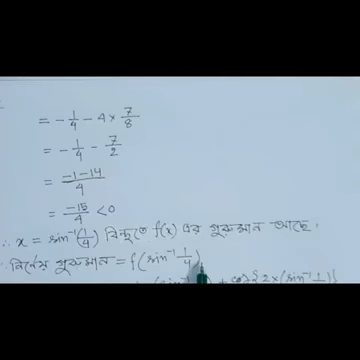 = -1/4 - 4 × 7/8
= -1/4 - 7/2
= -1-14/4
= -15/4 < 0
∴ x = sin⁻¹(1/4) বিন্দুতে f(x) এর গুরুমান আছে।
নির্ণেয় গুরুমান = f(sin⁻¹ 1/4)